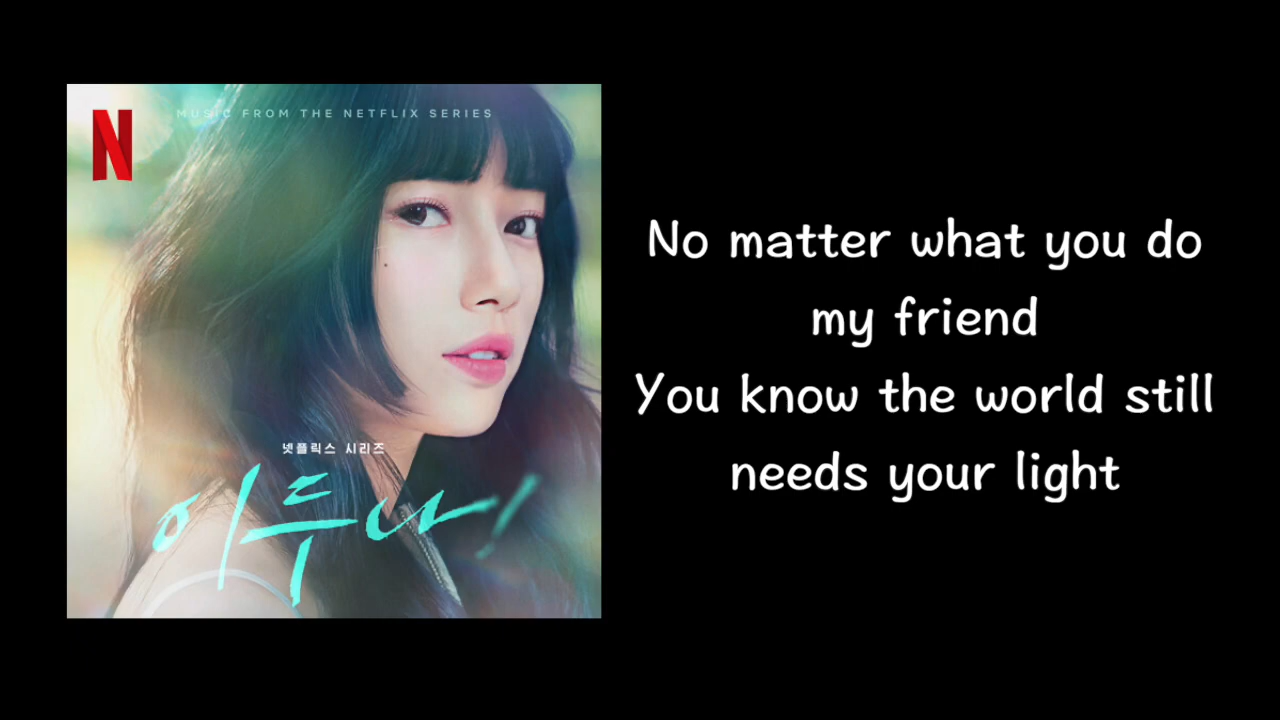 MUSIC FROM THE NETFLIX SERIES
N
넷플릭스 시리즈
이두나!
No matter what you do
my friend
You know the world still
needs your light